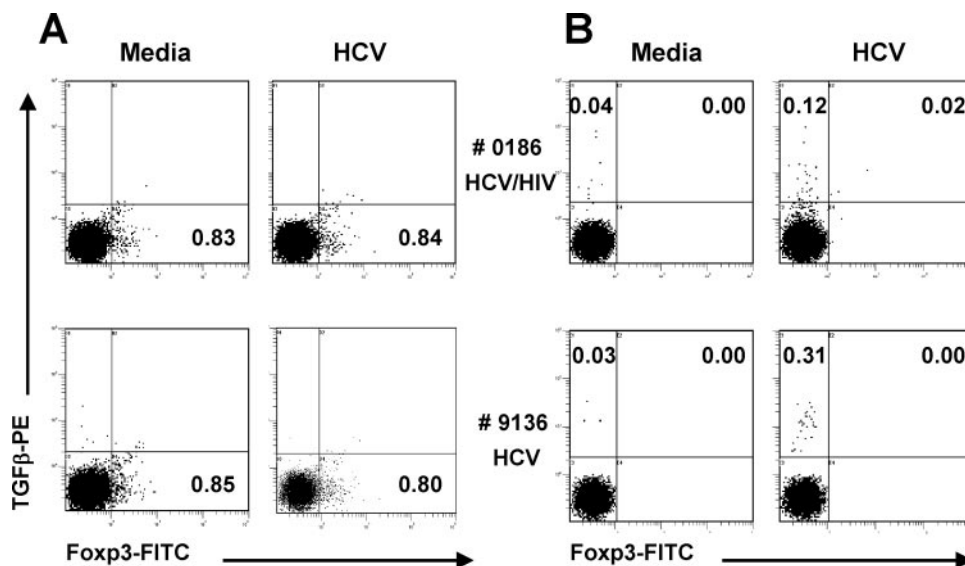 A
B
Media
HCV
Media
HCV
0.83
0.84
# 0186
HCV/HIV
0.04
0.00
0.12
0.02
0.85
0.80
# 9136
HCV
0.03
0.00
0.31
0.00
TGFβ-PE
Foxp3-FITC
Foxp3-FITC